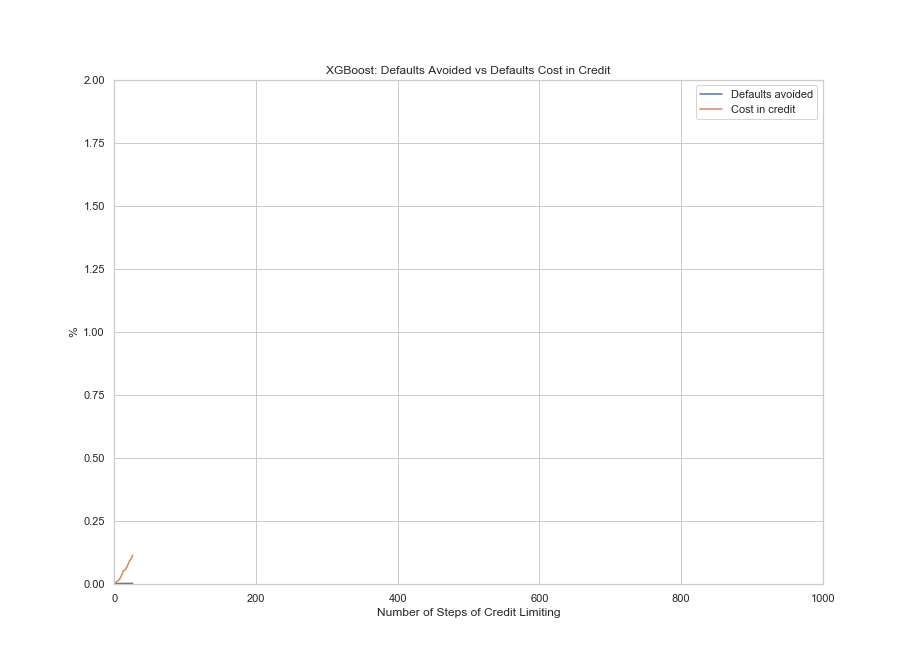 XGBoost: Defaults Avoided vs Defaults Cost in Credit
2.00
1.75
1.50
1.25
1.00
0.75
0.50
0.25
0.00
%
Defaults avoided
Cost in credit
0 200 400 600 800 1000
Number of Steps of Credit Limiting